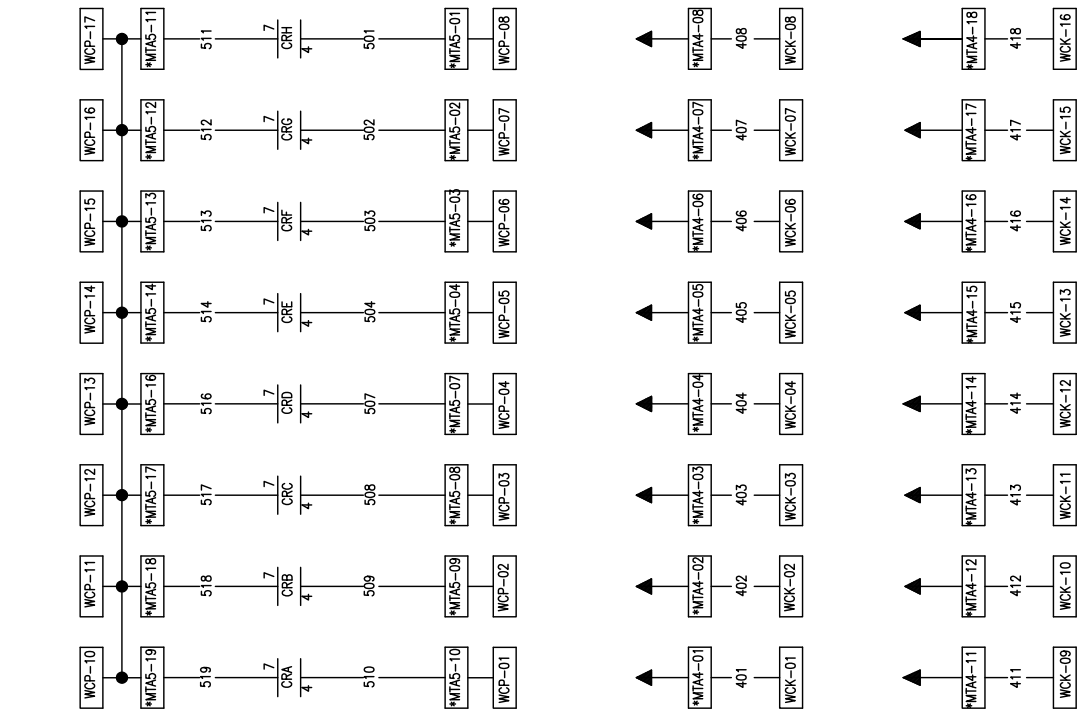 WCP-10
WCP-11
WCP-12
WCP-13
WCP-14
WCP-15
WCP-16
WCP-17
*MTA5-19
*MTA5-18
*MTA5-17
*MTA5-16
*MTA5-14
*MTA5-13
*MTA5-12
*MTA5-11
519
518
517
516
514
513
512
511
7
7
7
7
7
7
7
7
CRA
CRB
CRC
CRD
CRE
CRF
CRG
CRH
4
4
4
4
4
4
4
4
510
509
508
507
504
503
502
501
*MTA5-10
*MTA5-09
*MTA5-08
*MTA5-07
*MTA5-04
*MTA5-03
*MTA5-02
*MTA5-01
WCP-01
WCP-02
WCP-03
WCP-04
WCP-05
WCP-06
WCP-07
WCP-08
*MTA4-01
*MTA4-02
*MTA4-03
*MTA4-04
*MTA4-05
*MTA4-06
*MTA4-07
*MTA4-08
401
402
403
404
405
406
407
408
WCK-01
WCK-02
WCK-03
WCK-04
WCK-05
WCK-06
WCK-07
WCK-08
*MTA4-11
*MTA4-12
*MTA4-13
*MTA4-14
*MTA4-15
*MTA4-16
*MTA4-17
*MTA4-18
411
412
413
414
415
416
417
418
WCK-09
WCK-10
WCK-11
WCK-12
WCK-13
WCK-14
WCK-15
WCK-16